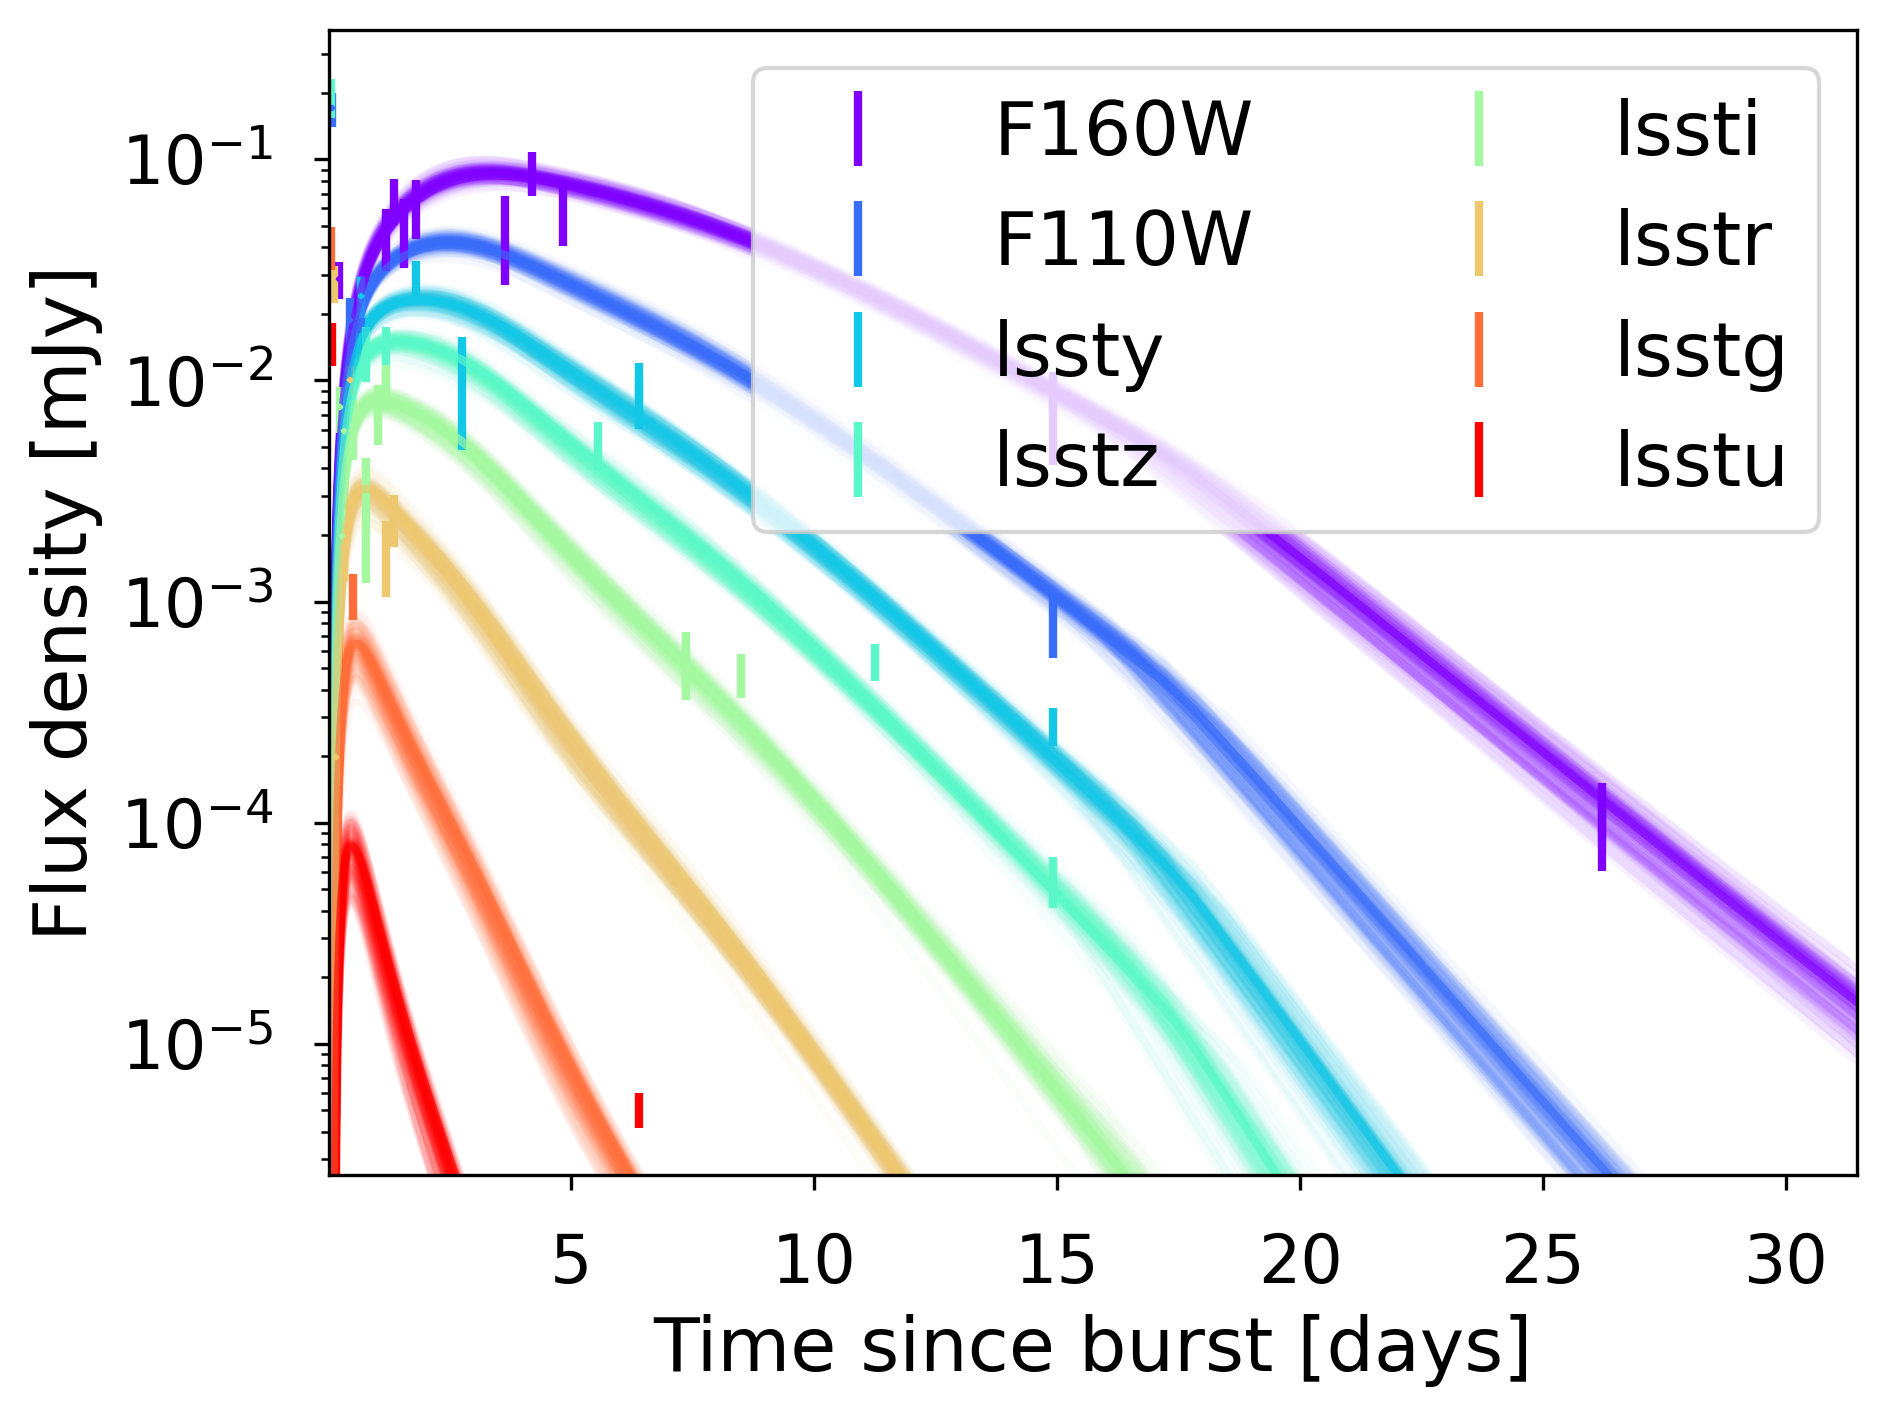 Flux density [mJy]
10⁻¹
10⁻²
10⁻³
10⁻⁴
10⁻⁵
F160W
F110W
lssty
lsstz
lssti
lsstr
lsstg
lsstu
5 10 15 20 25 30
Time since burst [days]